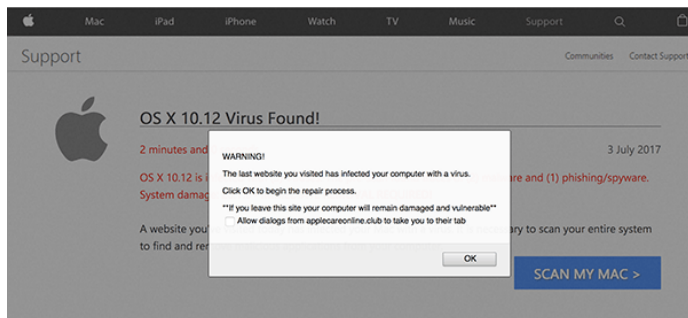 Mac iPad iPhone Watch TV Music Support
Support Communities Contact Support
OS X 10.12 Virus Found!
2 minutes and 3 July 2017
OS X 10.12 is are and (1) phishing/spyware.
System damag
A website you' ary to scan your entire system
to find and re
WARNING!
The last website you visited has infected your computer with a virus.
Click OK to begin the repair process.
**If you leave this site your computer will remain damaged and vulnerable**
Allow dialogs from applecareonline.club to take you to their tab
OK
SCAN MY MAC >